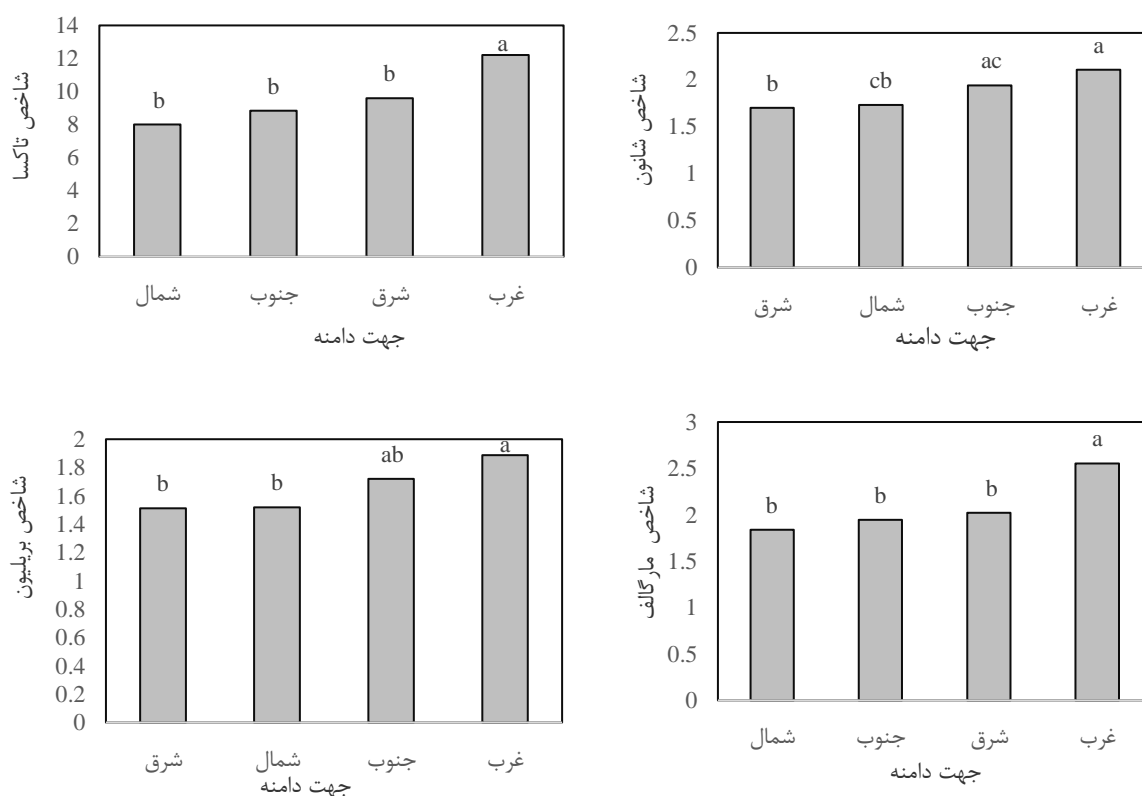 شاخص تاکسا
14
12
10
8
6
4
2
0
b
b
b
a
شمال جنوب شرق غرب
جهت دامنه
شاخص شانون
2.5
2
1.5
1
0.5
0
b
cb
ac
a
شرق شمال جنوب غرب
جهت دامنه
شاخص بریلیون
2
1.8
1.6
1.4
1.2
1
0.8
0.6
0.4
0.2
0
b
b
ab
a
شرق شمال جنوب غرب
جهت دامنه
شاخص مارگالف
3
2.5
2
1.5
1
0.5
0
b
b
b
a
شمال جنوب شرق غرب
جهت دامنه